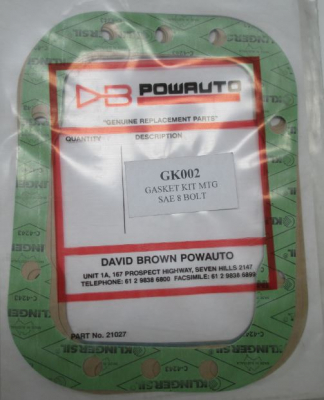 DB POWAUTO
"GENUINE REPLACEMENT PARTS"
QUANTITY DESCRIPTION
GK002
GASKET KIT MTG
SAE 8 BOLT
DAVID BROWN POWAUTO
UNIT 1A, 167 PROSPECT HIGHWAY, SEVEN HILLS 2147
TELEPHONE: 61 2 9838 6800 FACSIMILE: 61 2 9838 6899
PART No. 21027
KLINGERSIL
C-4243